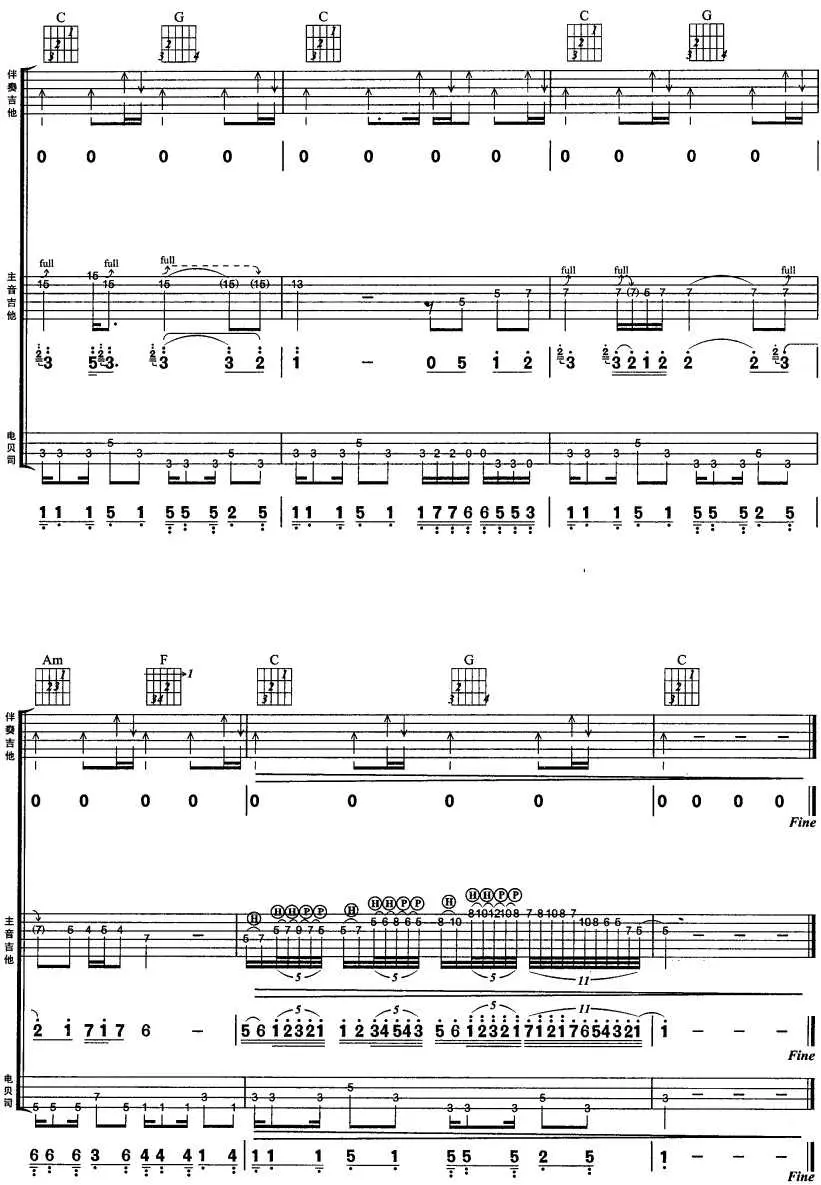 C G C C G
伴奏吉他
0 0 0 0 0 0 0 0 0 0 0 0
full full full full full full
主音吉他
15 15 15 15 (15) (15) 13 – 5 5 7 7 7 (7) 5 7 7 7 7
3 5 3. 3 3 2 1 – 0 5 1 2 3 3 2 1 2 2 2 3
电贝司
3 3 3 5 3 3 3 3 5 3 3 3 3 5 3 3 2 2 0 0 3 3 0 3 3 3 5 3 3 3 3 5 3
1 1 1 5 1 5 5 5 2 5 1 1 1 5 1 1 7 7 6 6 5 5 3 1 1 1 5 1 5 5 5 2 5
Am F C G C
伴奏吉他
0 0 0 0 0 0 0 0 0 0 0 0
Fine
H H H P P H H H P P H H H P P
主音吉他
(7) 5 4 5 4 7 – 5 7 5 7 9 7 5 5 7 5 6 8 6 5 8 10 8 10 12 10 8 7 8 10 8 7 10 8 6 5 7 5 5 – – –
5 5 5 11
5 5 5 11
2 1 7 1 7 6 – 5 6 1 2 3 2 1 1 2 3 4 5 4 3 5 6 1 2 3 2 1 7 1 2 1 7 6 5 4 3 2 1 1 – – –
Fine
电贝司
5 5 5 7 5 1 1 1 3 1 3 3 3 5 3 3 3 3 5 3 3 – – –
6 6 6 3 6 4 4 4 1 4 1 1 1 5 1 5 5 5 2 5 1 – – –
Fine